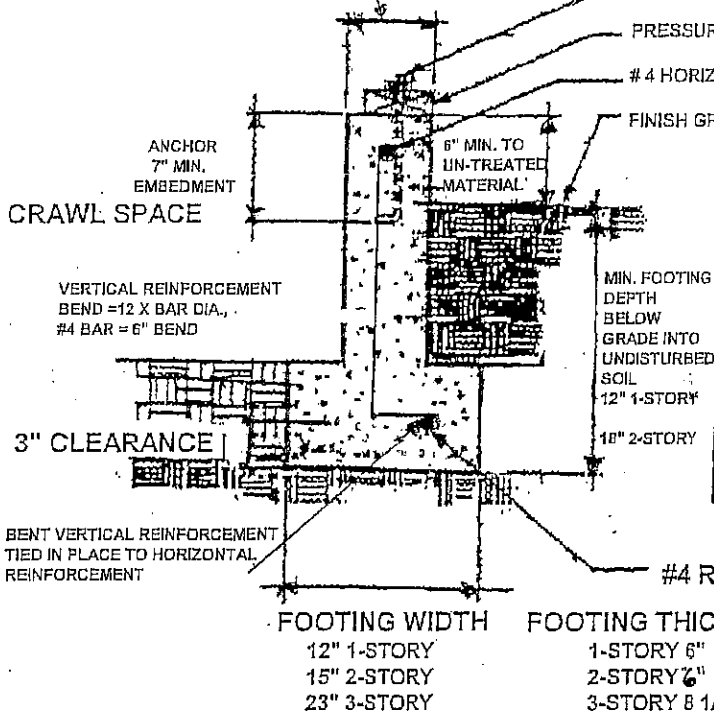 PRESSUR
#4 HORIZ
FINISH GR
ANCHOR
7" MIN.
EMBEDMENT
6" MIN. TO
UN-TREATED
MATERIAL
CRAWL SPACE
VERTICAL REINFORCEMENT
BEND =12 X BAR DIA.,
#4 BAR = 6" BEND
MIN. FOOTING
DEPTH
BELOW
GRADE INTO
UNDISTURBED
SOIL
12" 1-STORY
18" 2-STORY
3" CLEARANCE
BENT VERTICAL REINFORCEMENT
TIED IN PLACE TO HORIZONTAL
REINFORCEMENT
#4 R
FOOTING WIDTH
12" 1-STORY
15" 2-STORY
23" 3-STORY
FOOTING THIC
1-STORY 6"
2-STORY 6"
3-STORY 8 1/